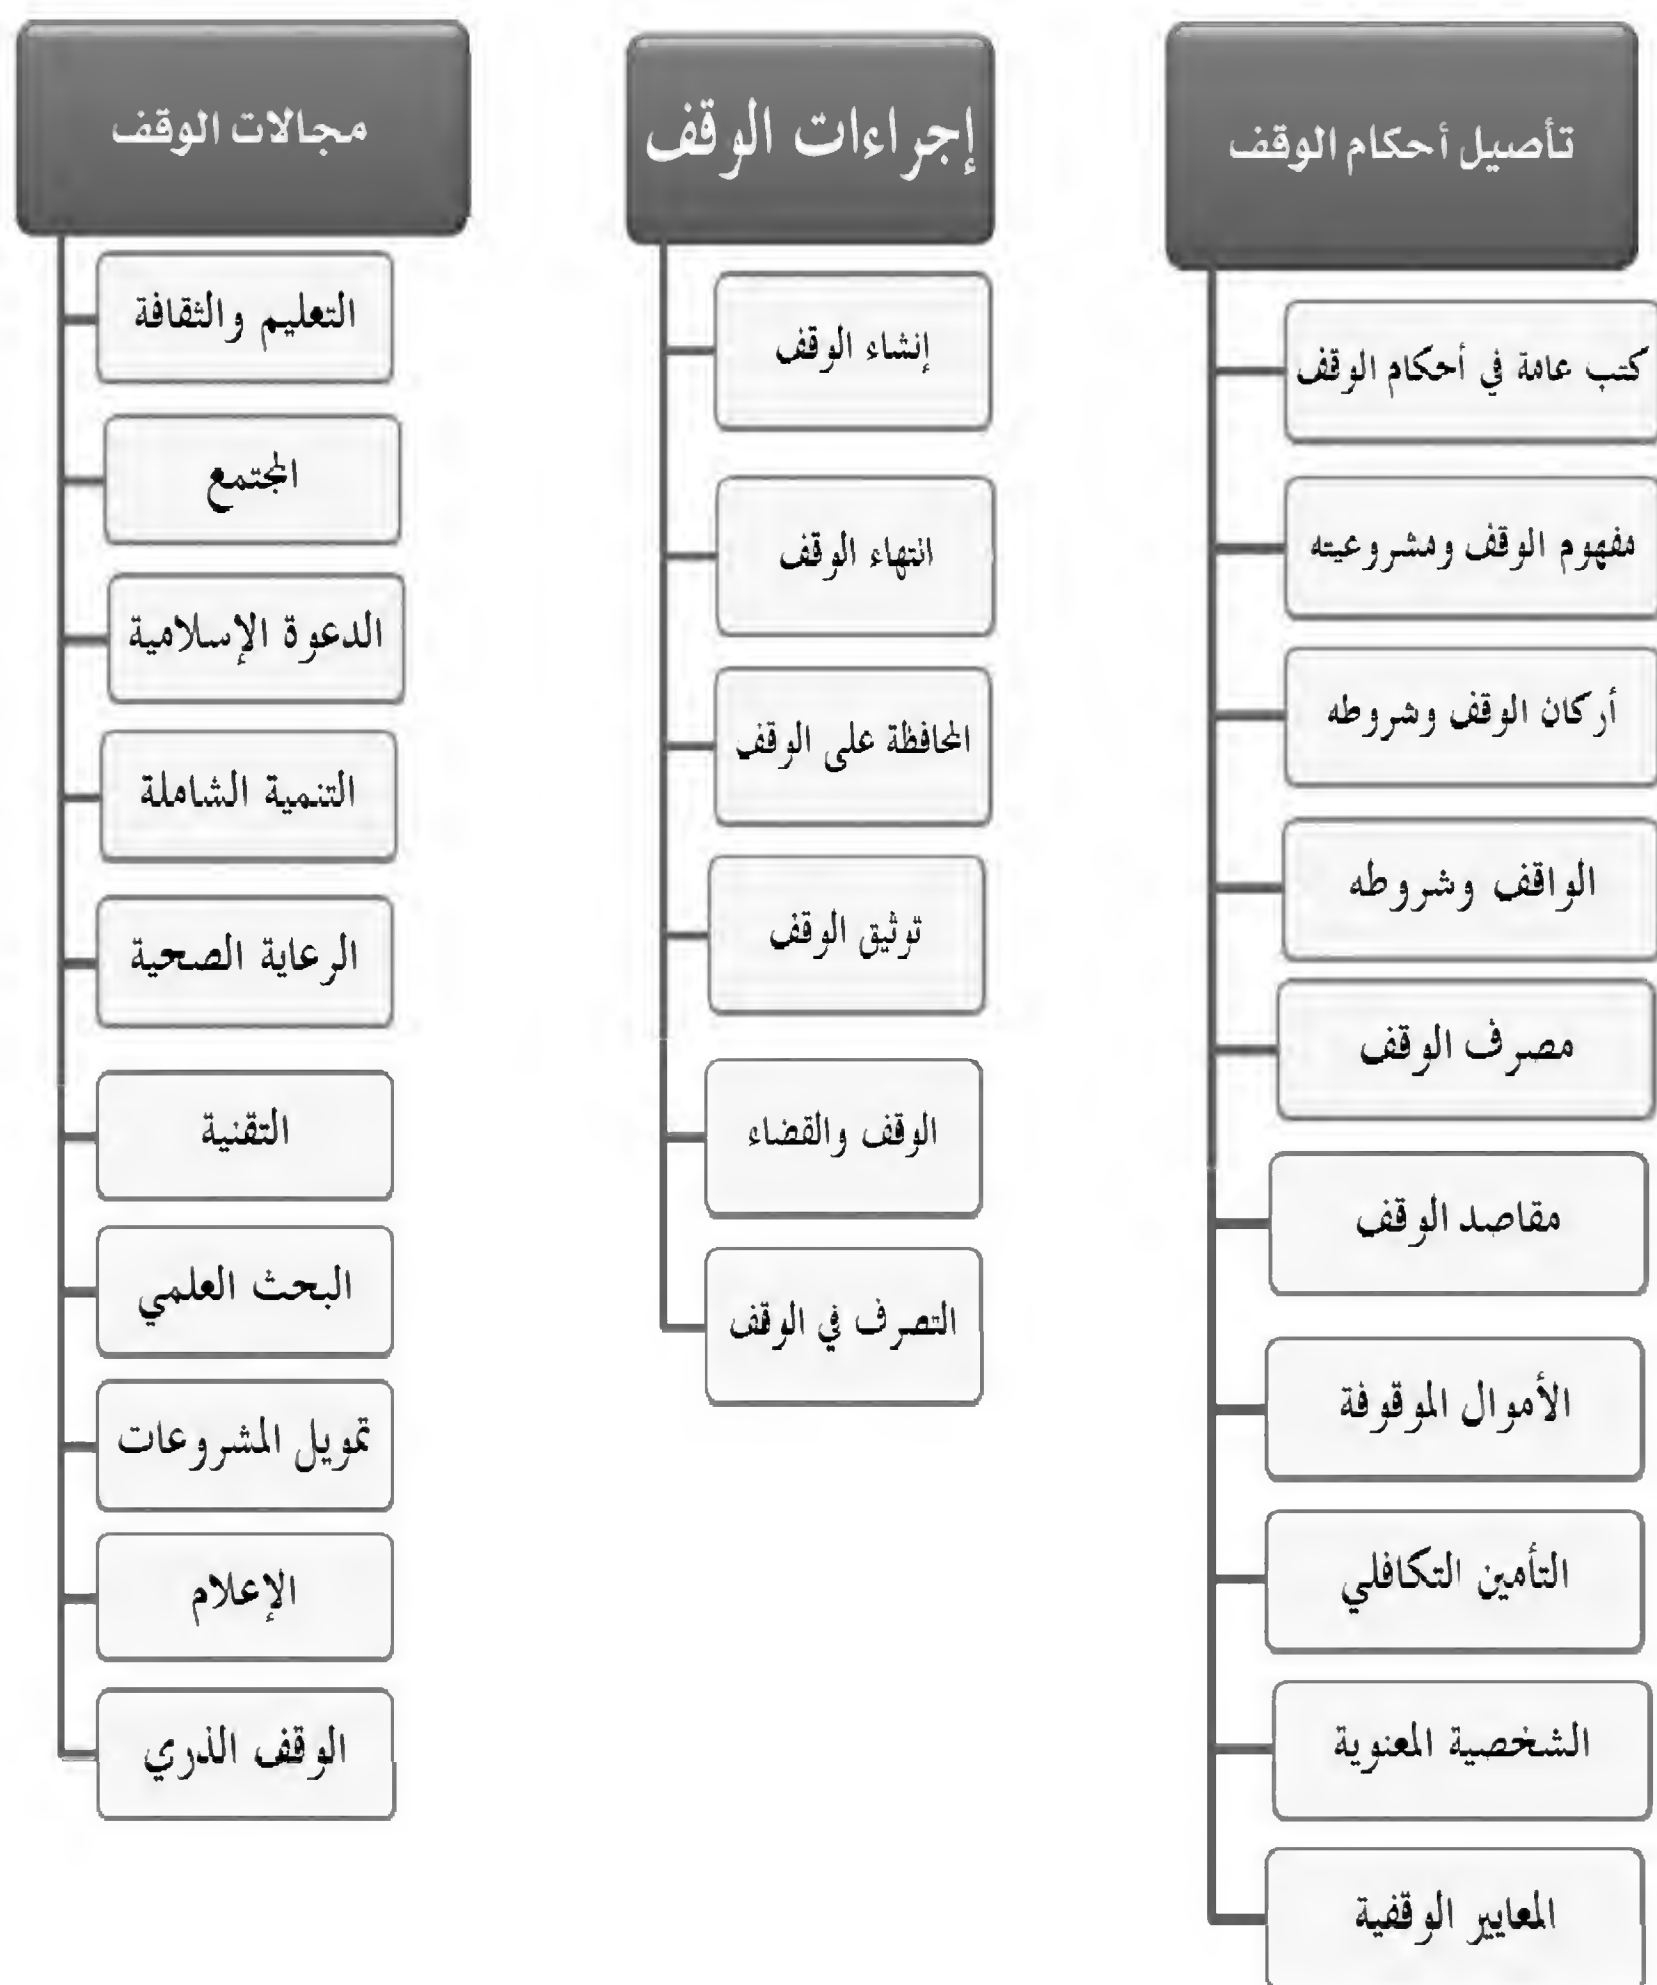 تأصيل أحكام الوقف
كتب عامة في أحكام الوقف
مفهوم الوقف ومشروعيته
أركان الوقف وشروطه
الواقف وشروطه
مصرف الوقف
مقاصد الوقف
الأموال الموقوفة
التأمين التكافلي
الشخصية المعنوية
المعايير الوقفية
إجراءات الوقف
إنشاء الوقف
انتهاء الوقف
المحافظة على الوقف
توثيق الوقف
الوقف والقضاء
التصرف في الوقف
مجالات الوقف
التعليم والثقافة
المجتمع
الدعوة الإسلامية
التنمية الشاملة
الرعاية الصحية
التقنية
البحث العلمي
تمويل المشروعات
الإعلام
الوقف الذري